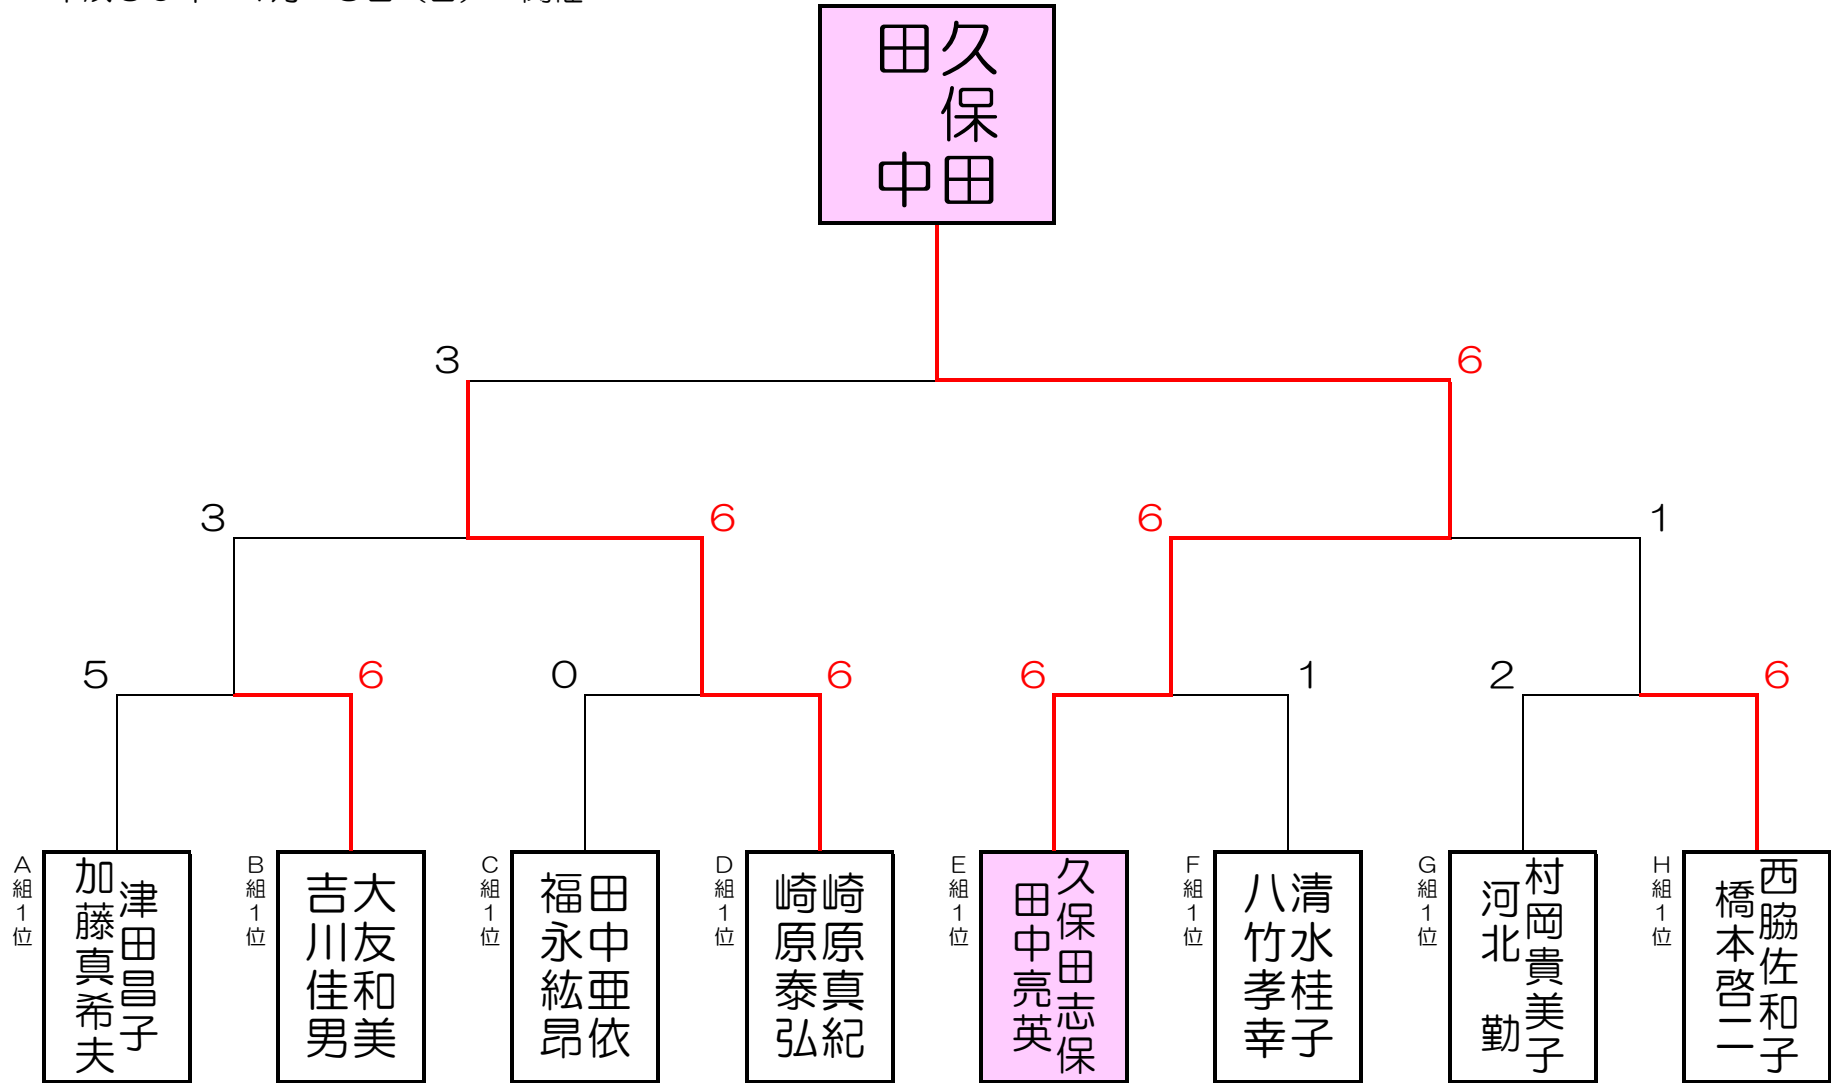 久保田
田中
3
6
3
6
6
1
5
6
0
6
6
1
2
6
A組1位
津田昌子
加藤真希夫
B組1位
大友和美
吉川佳男
C組1位
田中亜依
福永紘昂
D組1位
崎原真紀
崎原泰弘
E組1位
久保田志保
田中亮英
F組1位
清水桂子
八竹孝幸
G組1位
村岡貴美子
河北 勤
H組1位
西脇佐和子
橋本啓二